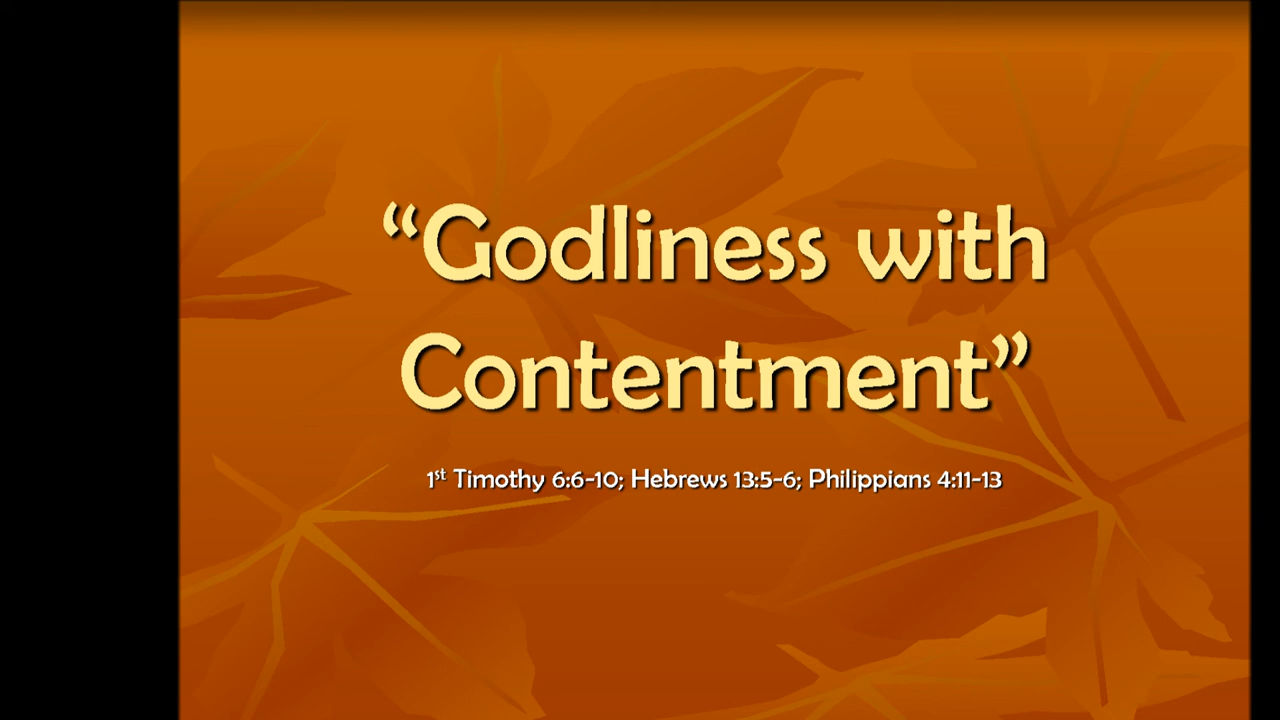 “Godliness with
Contentment”
1st Timothy 6:6-10; Hebrews 13:5-6; Philippians 4:11-13